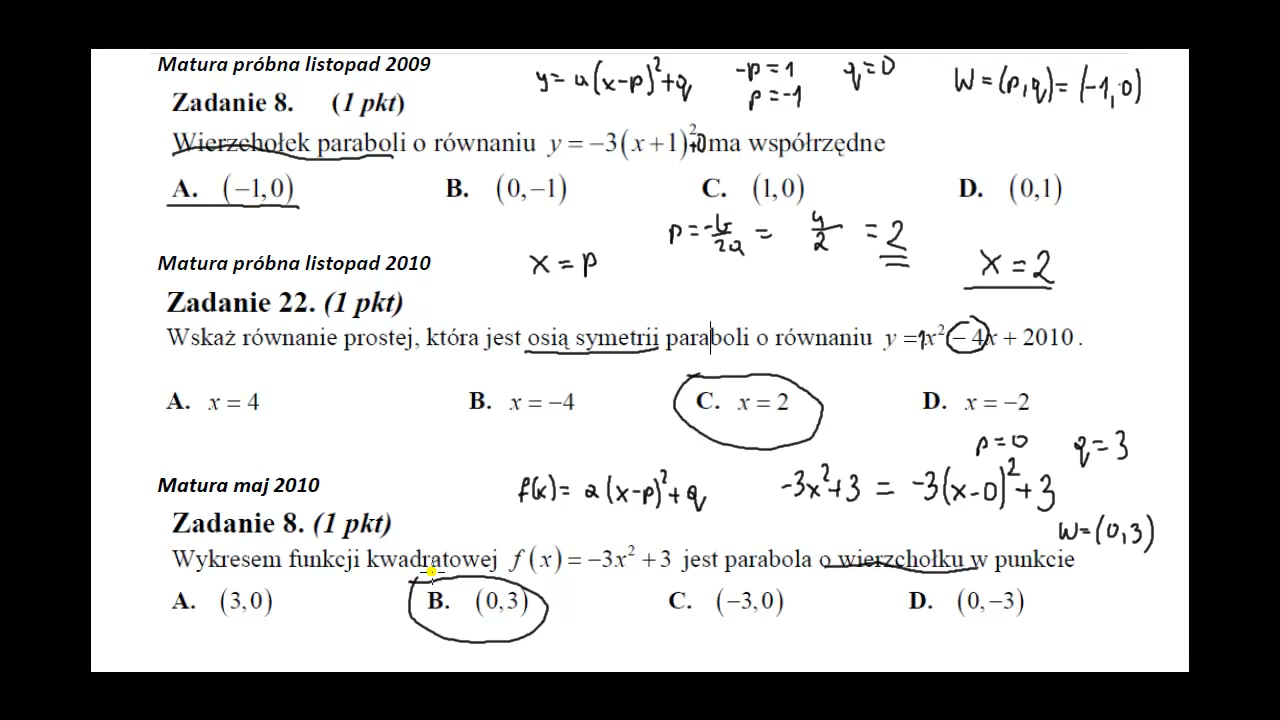 Matura próbna listopad 2009
y = a(x-p)²+q   -p = 1   q = 0   W = (p,q) = (-1,0)
p = -1
Zadanie 8. (1 pkt)
Wierzchołek paraboli o równaniu y = −3(x+1)²+0 ma współrzędne
A. (−1,0) B. (0,−1) C. (1,0) D. (0,1)
p = -b/2a = 4/2 = 2
Matura próbna listopad 2010 x = p x = 2
Zadanie 22. (1 pkt)
Wskaż równanie prostej, która jest osią symetrii paraboli o równaniu y = 1x² − 4x + 2010 .
A. x = 4 B. x = −4 C. x = 2 D. x = −2
p = 0 q = 3
Matura maj 2010 f(x) = a(x-p)²+q -3x²+3 = -3(x-0)²+3
Zadanie 8. (1 pkt) W = (0,3)
Wykresem funkcji kwadratowej f(x) = −3x² + 3 jest parabola o wierzchołku w punkcie
A. (3,0) B. (0,3) C. (−3,0) D. (0,−3)